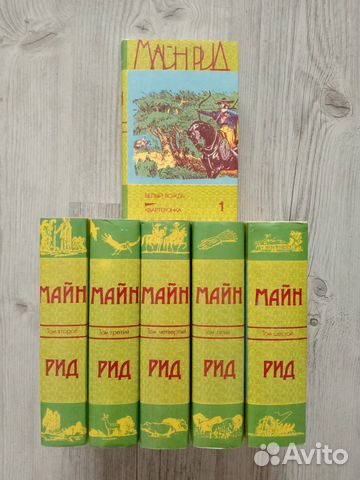 МАЙН РИД
БЕЛЫЙ ВОЖДЬ
КВАРТЕРОНКА
1
МАЙН
Том второй
РИД
МАЙН
Том третий
РИД
МАЙН
Том четвертый
РИД
МАЙН
Том пятый
РИД
МАЙН
Том шестой
РИД
Avito